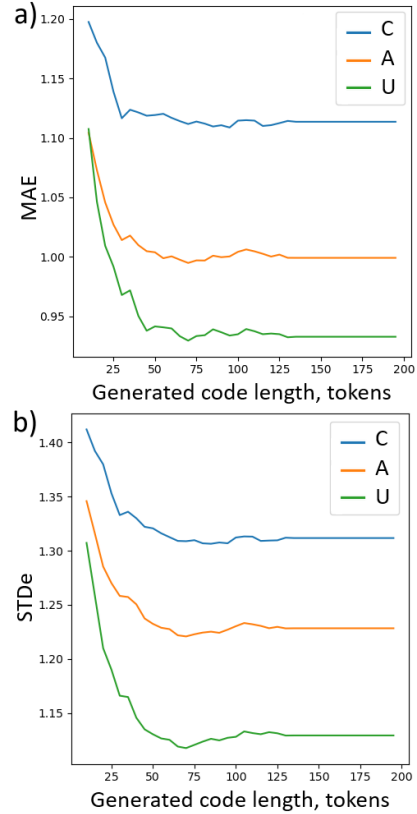 a)
1.20
1.15
1.10
1.05
1.00
0.95
MAE
C
A
U
0 25 50 75 100 125 150 175 200
Generated code length, tokens
b)
1.40
1.35
1.30
1.25
1.20
1.15
STDe
C
A
U
0 25 50 75 100 125 150 175 200
Generated code length, tokens